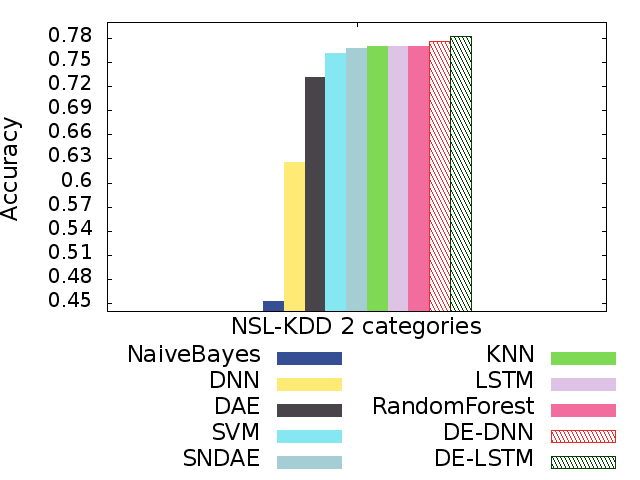 0.78
0.75
0.72
0.69
0.66
0.63
0.6
0.57
0.54
0.51
0.48
0.45
Accuracy
NSL-KDD 2 categories
NaiveBayes
DNN
DAE
SVM
SNDAE
KNN
LSTM
RandomForest
DE-DNN
DE-LSTM